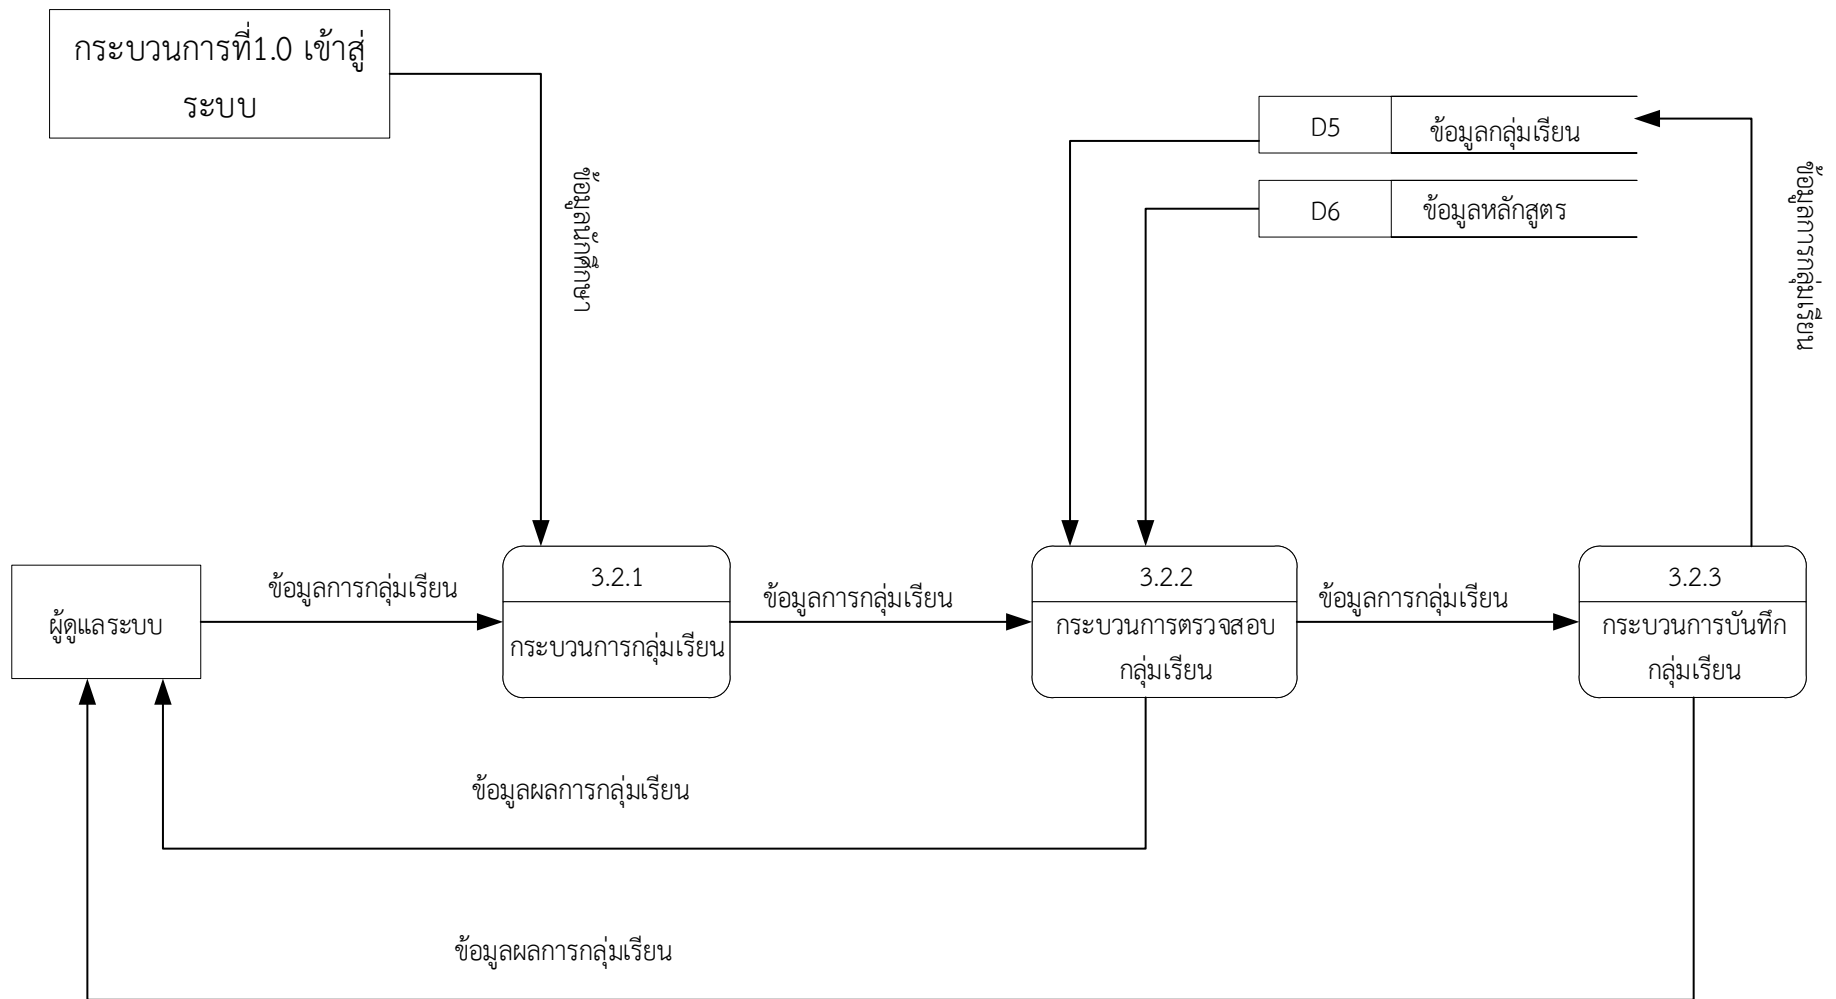 กระบวนการที่1.0 เข้าสู่
ระบบ
D5
ข้อมูลกลุ่มเรียน
D6
ข้อมูลหลักสูตร
ข้อมูลนักศึกษา
ข้อมูลการกลุ่มเรียน
ผู้ดูแลระบบ
ข้อมูลการกลุ่มเรียน
3.2.1
กระบวนการกลุ่มเรียน
ข้อมูลการกลุ่มเรียน
3.2.2
กระบวนการตรวจสอบ
กลุ่มเรียน
ข้อมูลการกลุ่มเรียน
3.2.3
กระบวนการบันทึก
กลุ่มเรียน
ข้อมูลผลการกลุ่มเรียน
ข้อมูลผลการกลุ่มเรียน